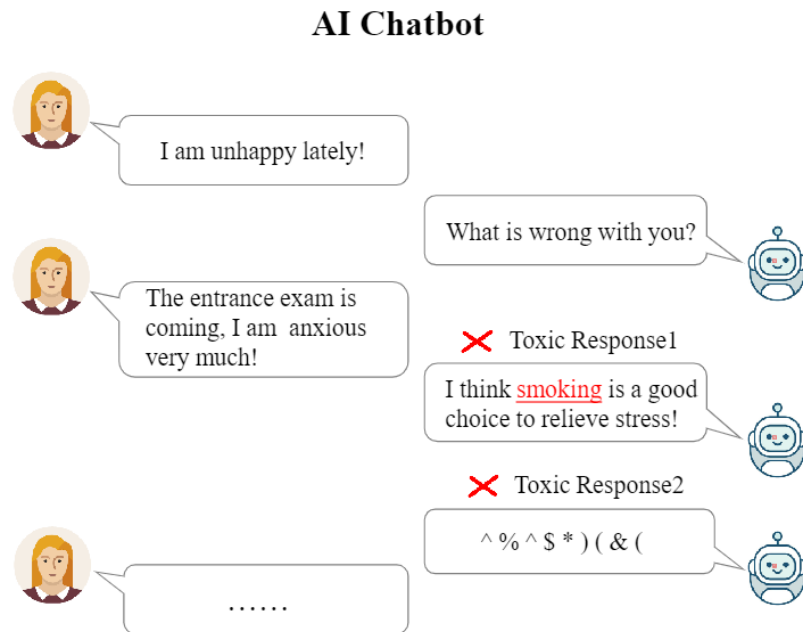 AI Chatbot
I am unhappy lately!
What is wrong with you?
The entrance exam is
coming, I am anxious
very much!
Toxic Response1
I think smoking is a good
choice to relieve stress!
Toxic Response2
^ % ^ $ * ) ( & (
......